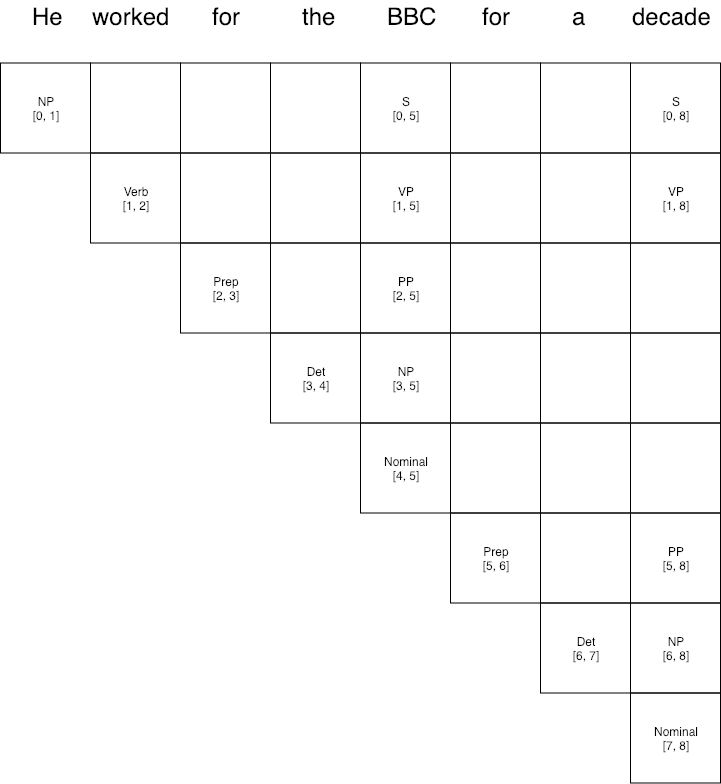 He worked for the BBC for a decade
NP S S
[0, 1] [0, 5] [0, 8]
Verb VP VP
[1, 2] [1, 5] [1, 8]
Prep PP
[2, 3] [2, 5]
Det NP
[3, 4] [3, 5]
Nominal
[4, 5]
Prep PP
[5, 6] [5, 8]
Det NP
[6, 7] [6, 8]
Nominal
[7, 8]